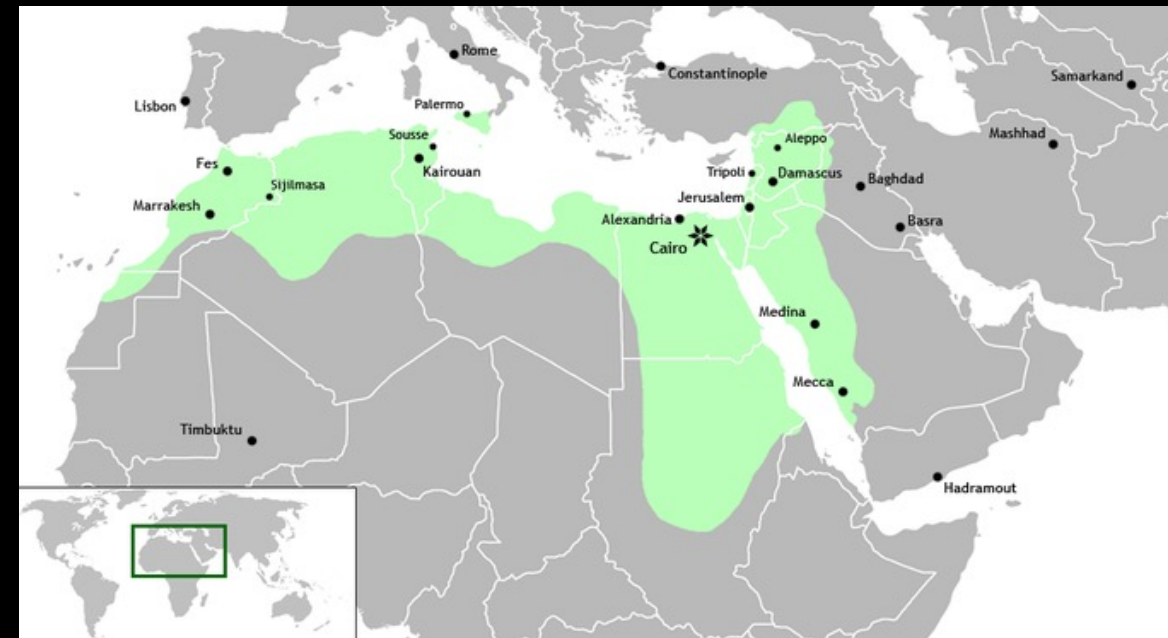 Rome
Constantinople
Samarkand
Lisbon
Palermo
Sousse
Mashhad
Aleppo
Fes
Kairouan
Tripoli
Damascus
Baghdad
Sijilmasa
Marrakesh
Jerusalem
Alexandria
Basra
Cairo
Medina
Mecca
Timbuktu
Hadramout